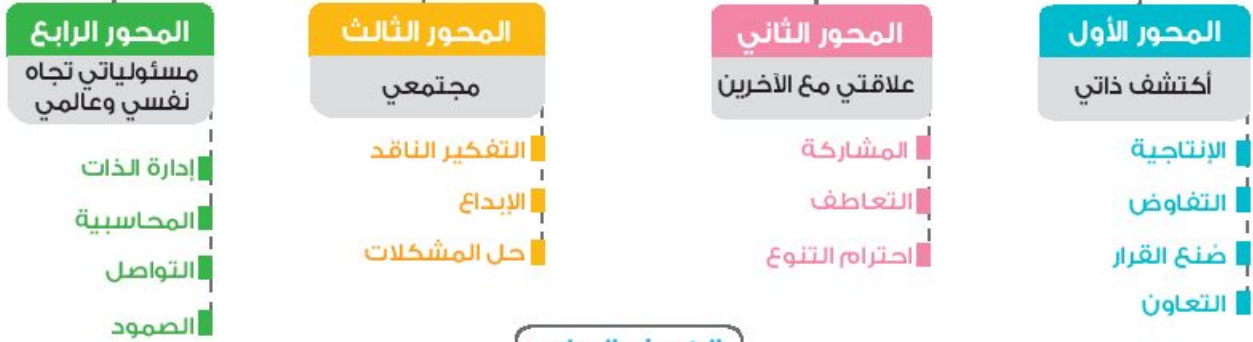 المحور الأول
أكتشف ذاتي
الإنتاجية
التفاوض
صُنع القرار
التعاون
المحور الثاني
علاقتي مع الآخرين
المشاركة
التعاطف
احترام التنوع
المحور الثالث
مجتمعي
التفكير الناقد
الإبداع
حل المشكلات
المحور الرابع
مسئولياتي تجاه
نفسي وعالمي
إدارة الذات
المحاسبية
التواصل
الصمود